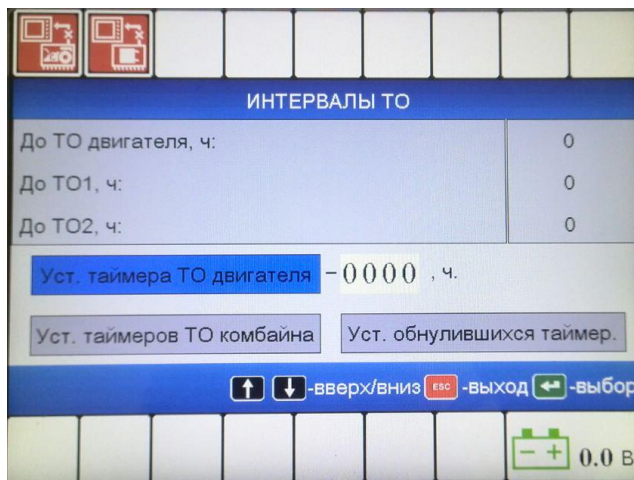 ИНТЕРВАЛЫ ТО
До ТО двигателя, ч: 0
До ТО1, ч: 0
До ТО2, ч: 0
Уст. таймера ТО двигателя -0000 , ч.
Уст. таймеров ТО комбайна Уст. обнулившихся таймер.
-вверх/вниз ESC -выход -выбор
0.0 В